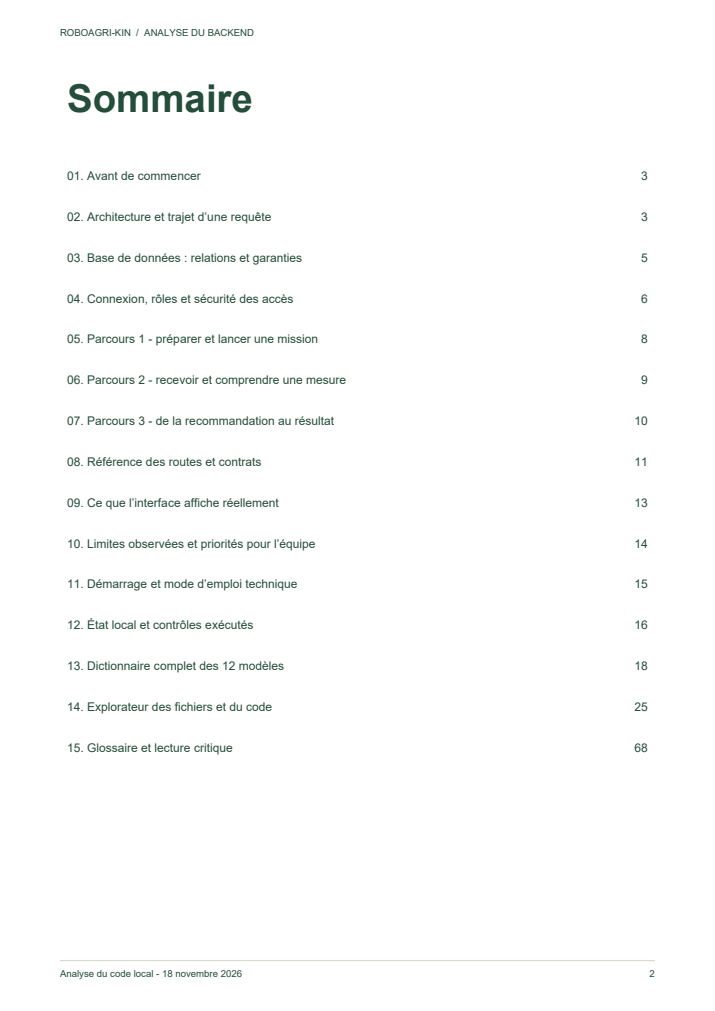 ROBOAGRI-KIN / ANALYSE DU BACKEND
Sommaire
01. Avant de commencer 3
02. Architecture et trajet d’une requête 3
03. Base de données : relations et garanties 5
04. Connexion, rôles et sécurité des accès 6
05. Parcours 1 - préparer et lancer une mission 8
06. Parcours 2 - recevoir et comprendre une mesure 9
07. Parcours 3 - de la recommandation au résultat 10
08. Référence des routes et contrats 11
09. Ce que l’interface affiche réellement 13
10. Limites observées et priorités pour l’équipe 14
11. Démarrage et mode d’emploi technique 15
12. État local et contrôles exécutés 16
13. Dictionnaire complet des 12 modèles 18
14. Explorateur des fichiers et du code 25
15. Glossaire et lecture critique 68
Analyse du code local - 18 novembre 2026 2